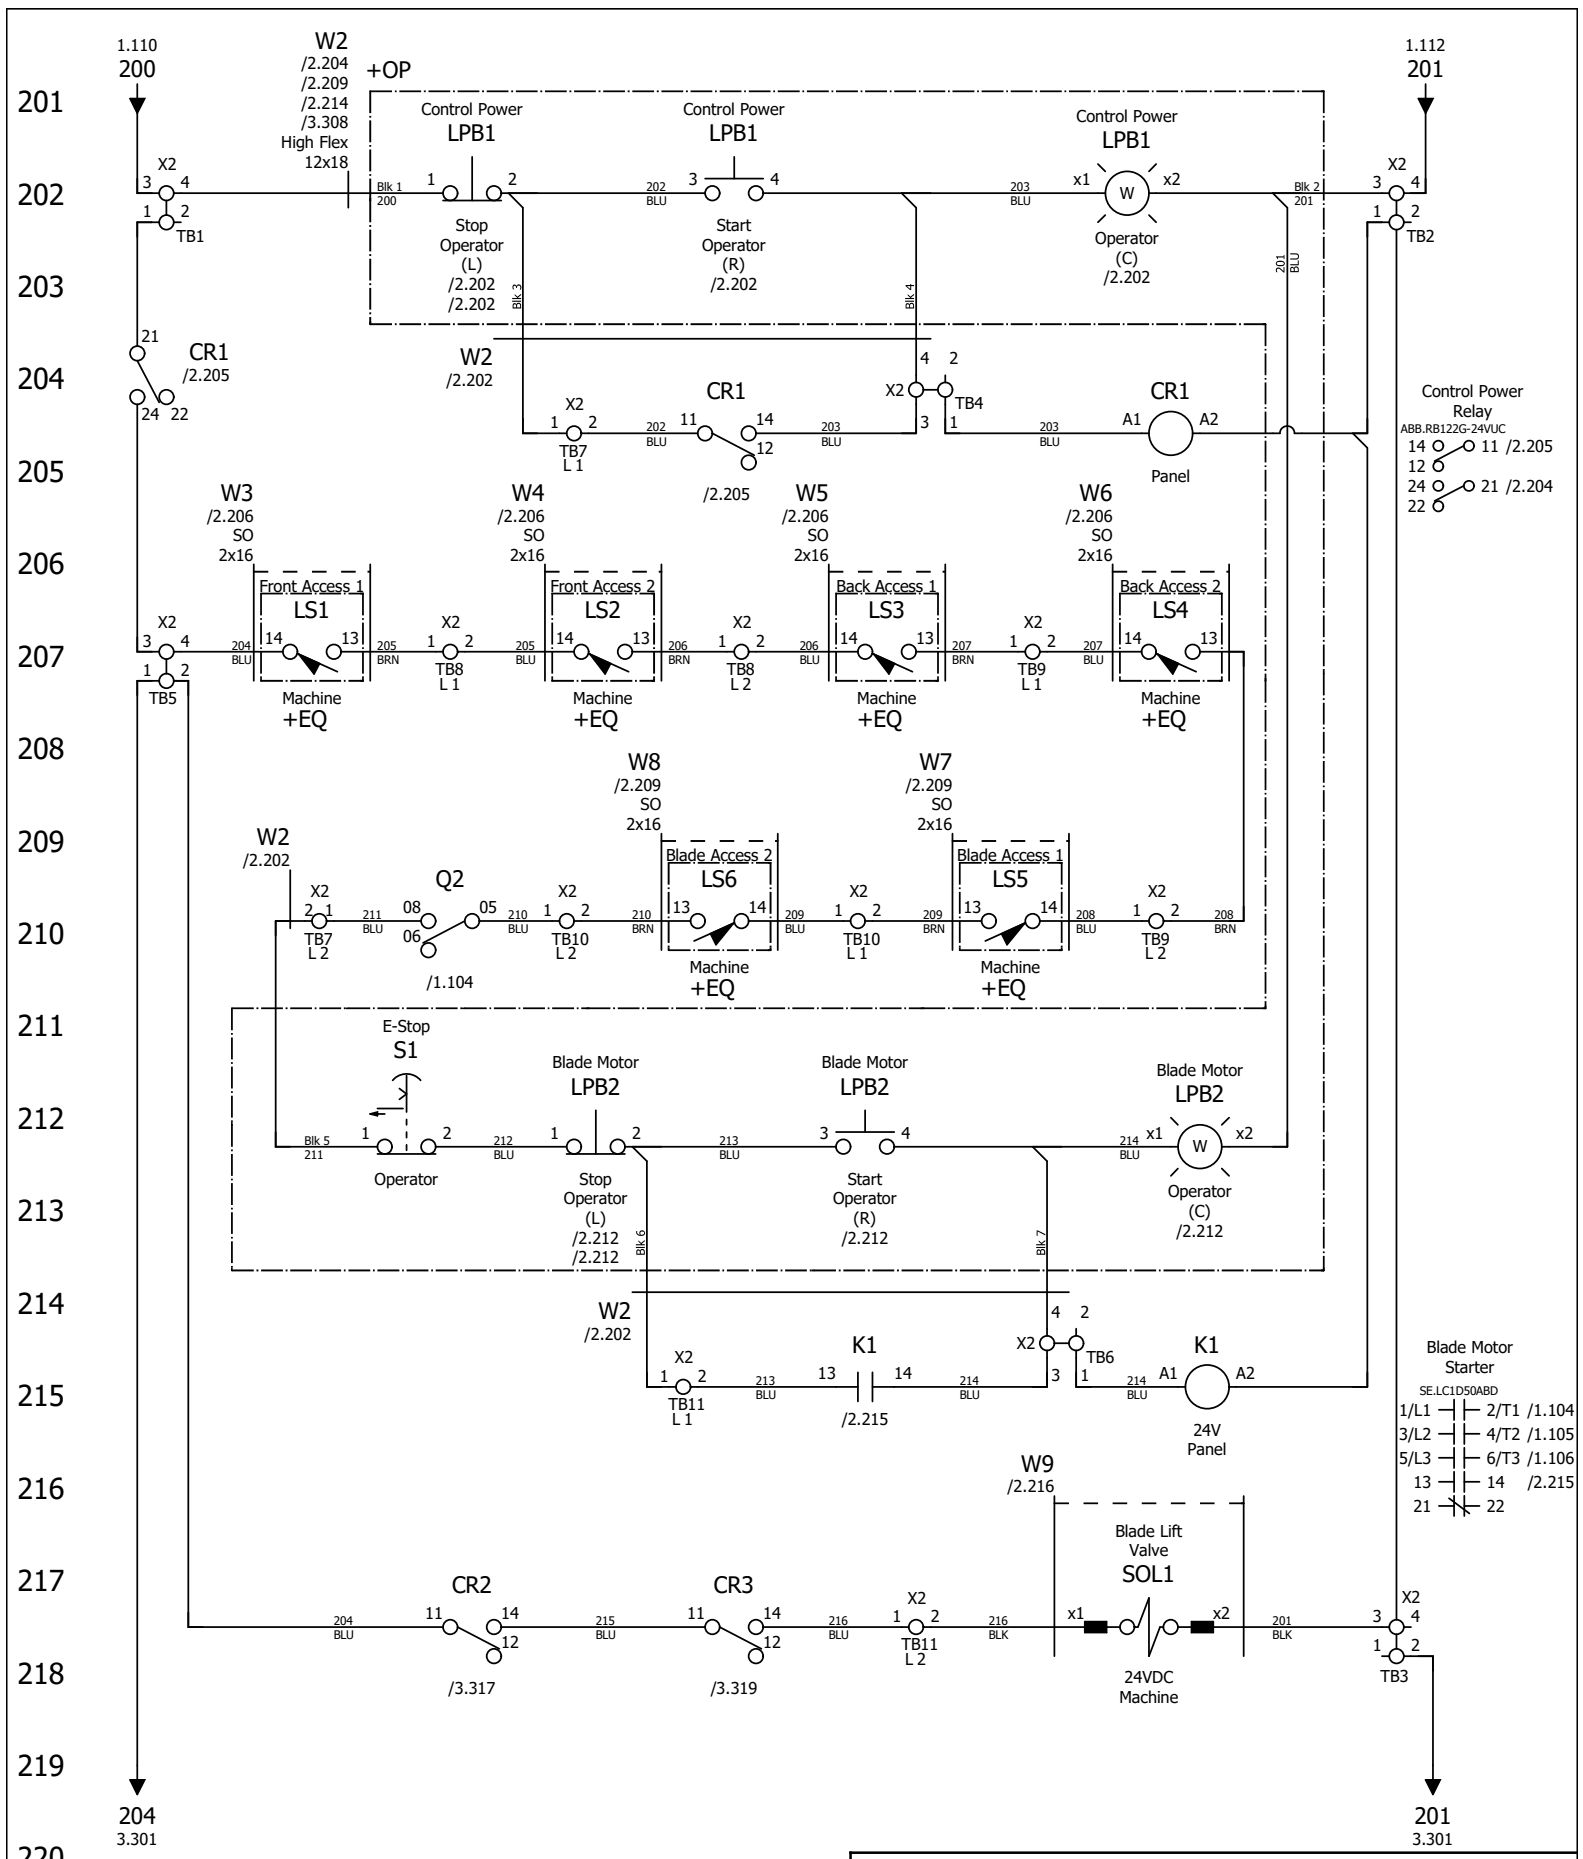 1.110
200
W2
/2.204
/2.209
/2.214
/3.308
High Flex
12x18
+OP
1.112
201
201
Control Power
LPB1
Control Power
LPB1
Control Power
LPB1
X2
3 4
Blk 1
200
1 2
202
BLU
3 4
203
BLU
x1 W x2
Blk 2
201
X2
3 4
202
1 2
TB1
Stop
Operator
(L)
/2.202
/2.202
Start
Operator
(R)
/2.202
Operator
(C)
/2.202
1 2
TB2
203
Blk 3
Blk 4
201
BLU
21
CR1
/2.205
24 22
204
W2
/2.202
X2
1 2
TB7
L 1
202
BLU
CR1
11 14
12
203
BLU
/2.205
4 2
X2
TB4
3 1
203
BLU
CR1
A1 A2
Panel
Control Power
Relay
ABB.RB122G-24VUC
14 11 /2.205
12
24 21 /2.204
22
205
W3
/2.206
SO
2x16
W4
/2.206
SO
2x16
W5
/2.206
SO
2x16
W6
/2.206
SO
2x16
206
Front Access 1
LS1
Front Access 2
LS2
Back Access 1
LS3
Back Access 2
LS4
207
X2
3 4
204
BLU
14 13
205
BRN
X2
1 2
TB8
L 1
205
BLU
14 13
206
BRN
X2
1 2
TB8
L 2
206
BLU
14 13
207
BRN
X2
1 2
TB9
L 1
207
BLU
14 13
1 2
TB5
Machine
+EQ
Machine
+EQ
Machine
+EQ
Machine
+EQ
208
W8
/2.209
SO
2x16
W7
/2.209
SO
2x16
209
W2
/2.202
Blade Access 2
LS6
Blade Access 1
LS5
210
X2
2 1
TB7
L 2
211
BLU
Q2
08 05
06
/1.104
210
BLU
X2
1 2
TB10
L 2
210
BRN
13 14
209
BLU
X2
1 2
TB10
L 1
209
BRN
13 14
208
BLU
X2
1 2
TB9
L 2
208
BRN
Machine
+EQ
Machine
+EQ
211
E-Stop
S1
Blade Motor
LPB2
Blade Motor
LPB2
Blade Motor
LPB2
212
Blk 5
211
1 2
212
BLU
1 2
213
BLU
3 4
214
BLU
x1 W x2
Operator
Stop
Operator
(L)
/2.212
/2.212
Start
Operator
(R)
/2.212
Operator
(C)
/2.212
213
Blk 6
Blk 7
214
W2
/2.202
4 2
X2
TB6
3 1
215
X2
1 2
TB11
L 1
213
BLU
K1
13 14
/2.215
214
BLU
214
BLU
K1
A1 A2
24V
Panel
Blade Motor
Starter
SE.LC1D50ABD
1/L1 2/T1 /1.104
3/L2 4/T2 /1.105
5/L3 6/T3 /1.106
13 14 /2.215
21 22
216
W9
/2.216
Blade Lift
Valve
SOL1
217
204
BLU
CR2
11 14
12
/3.317
215
BLU
CR3
11 14
12
/3.319
216
BLU
X2
1 2
TB11
L 2
216
BLK
x1 x2
24VDC
Machine
201
BLK
X2
3 4
1 2
TB3
218
219
204
3.301
201
3.301
220